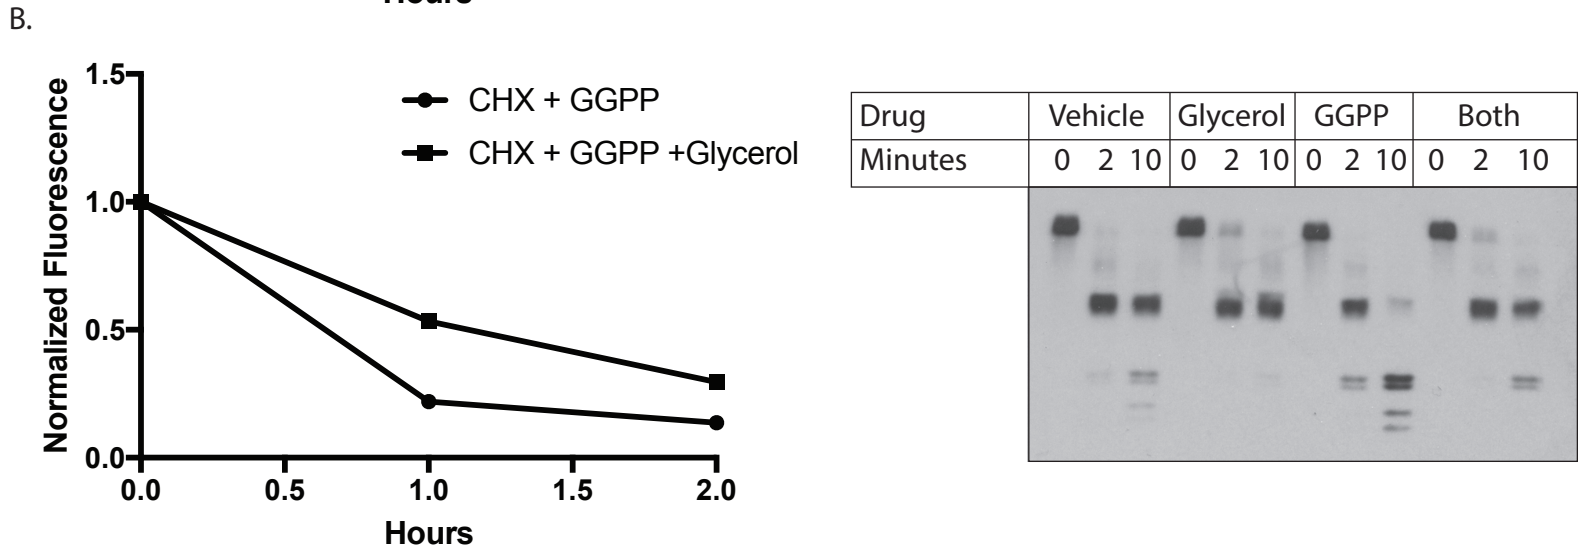 Hours
B.
1.5
1.0
0.5
0.0
Normalized Fluorescence
CHX + GGPP
CHX + GGPP +Glycerol
0.0 0.5 1.0 1.5 2.0
Hours
Drug Vehicle Glycerol GGPP Both
Minutes 0 2 10 0 2 10 0 2 10 0 2 10